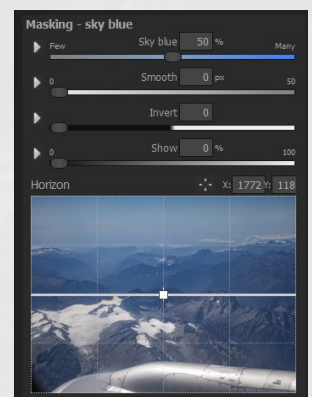 Masking - sky blue
Few Sky blue 50 % Many
0 Smooth 0 px 50
Invert 0
0 Show 0 % 100
Horizon X: 1772 Y: 118